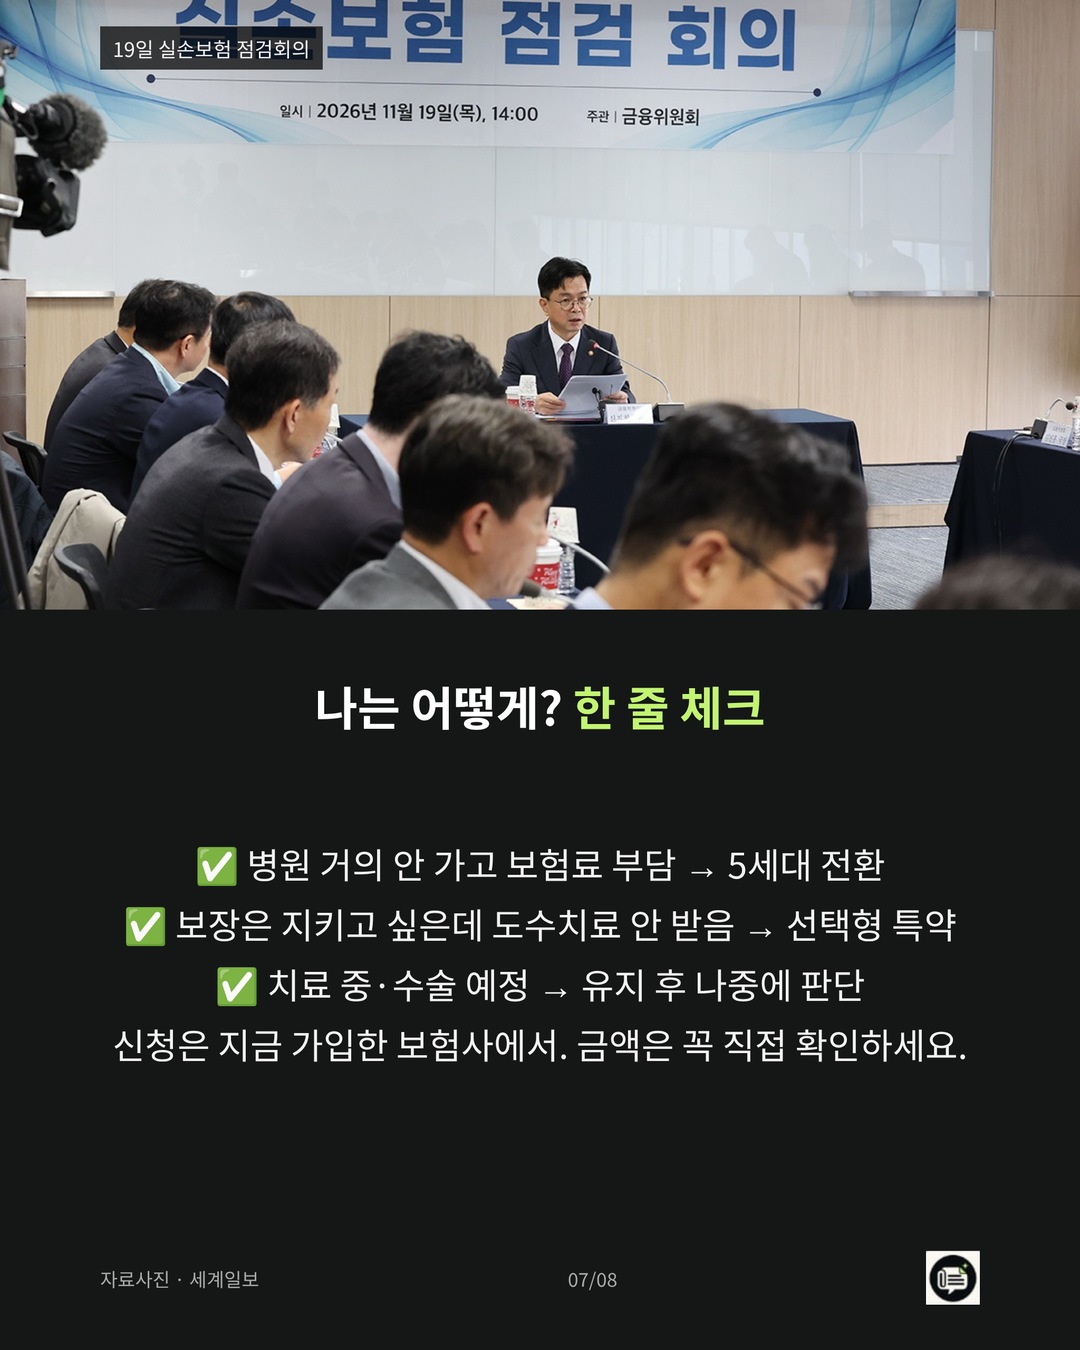 보험 점검 회의
19일 실손보험 점검회의
일시 | 2026년 11월 19일(목), 14:00 주관 | 금융위원회
나는 어떻게? 한 줄 체크
✅ 병원 거의 안 가고 보험료 부담 → 5세대 전환
✅ 보장은 지키고 싶은데 도수치료 안 받음 → 선택형 특약
✅ 치료 중·수술 예정 → 유지 후 나중에 판단
신청은 지금 가입한 보험사에서. 금액은 꼭 직접 확인하세요.
자료사진 · 세계일보 07/08